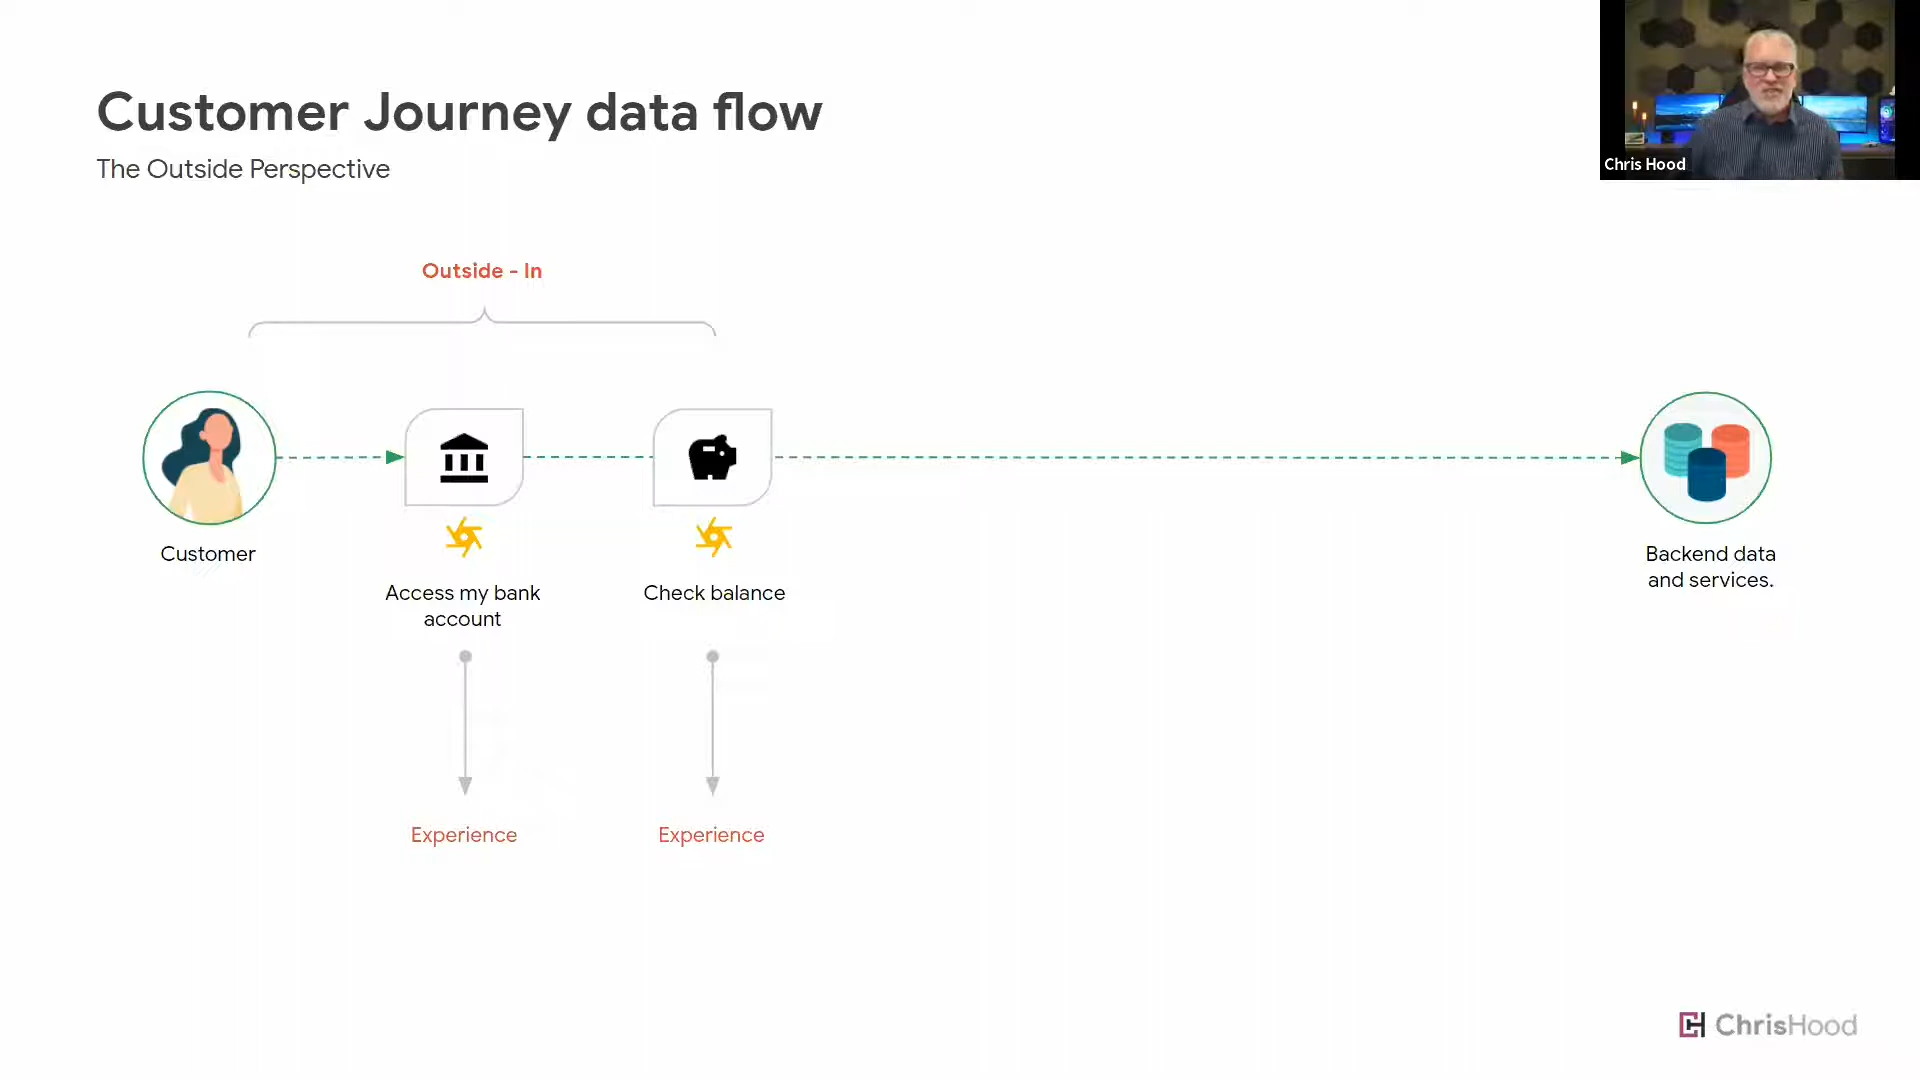 Customer Journey data flow
The Outside Perspective
Chris Hood
Outside - In
Customer
Access my bank
account
Check balance
Backend data
and services.
Experience
Experience
ChrisHood